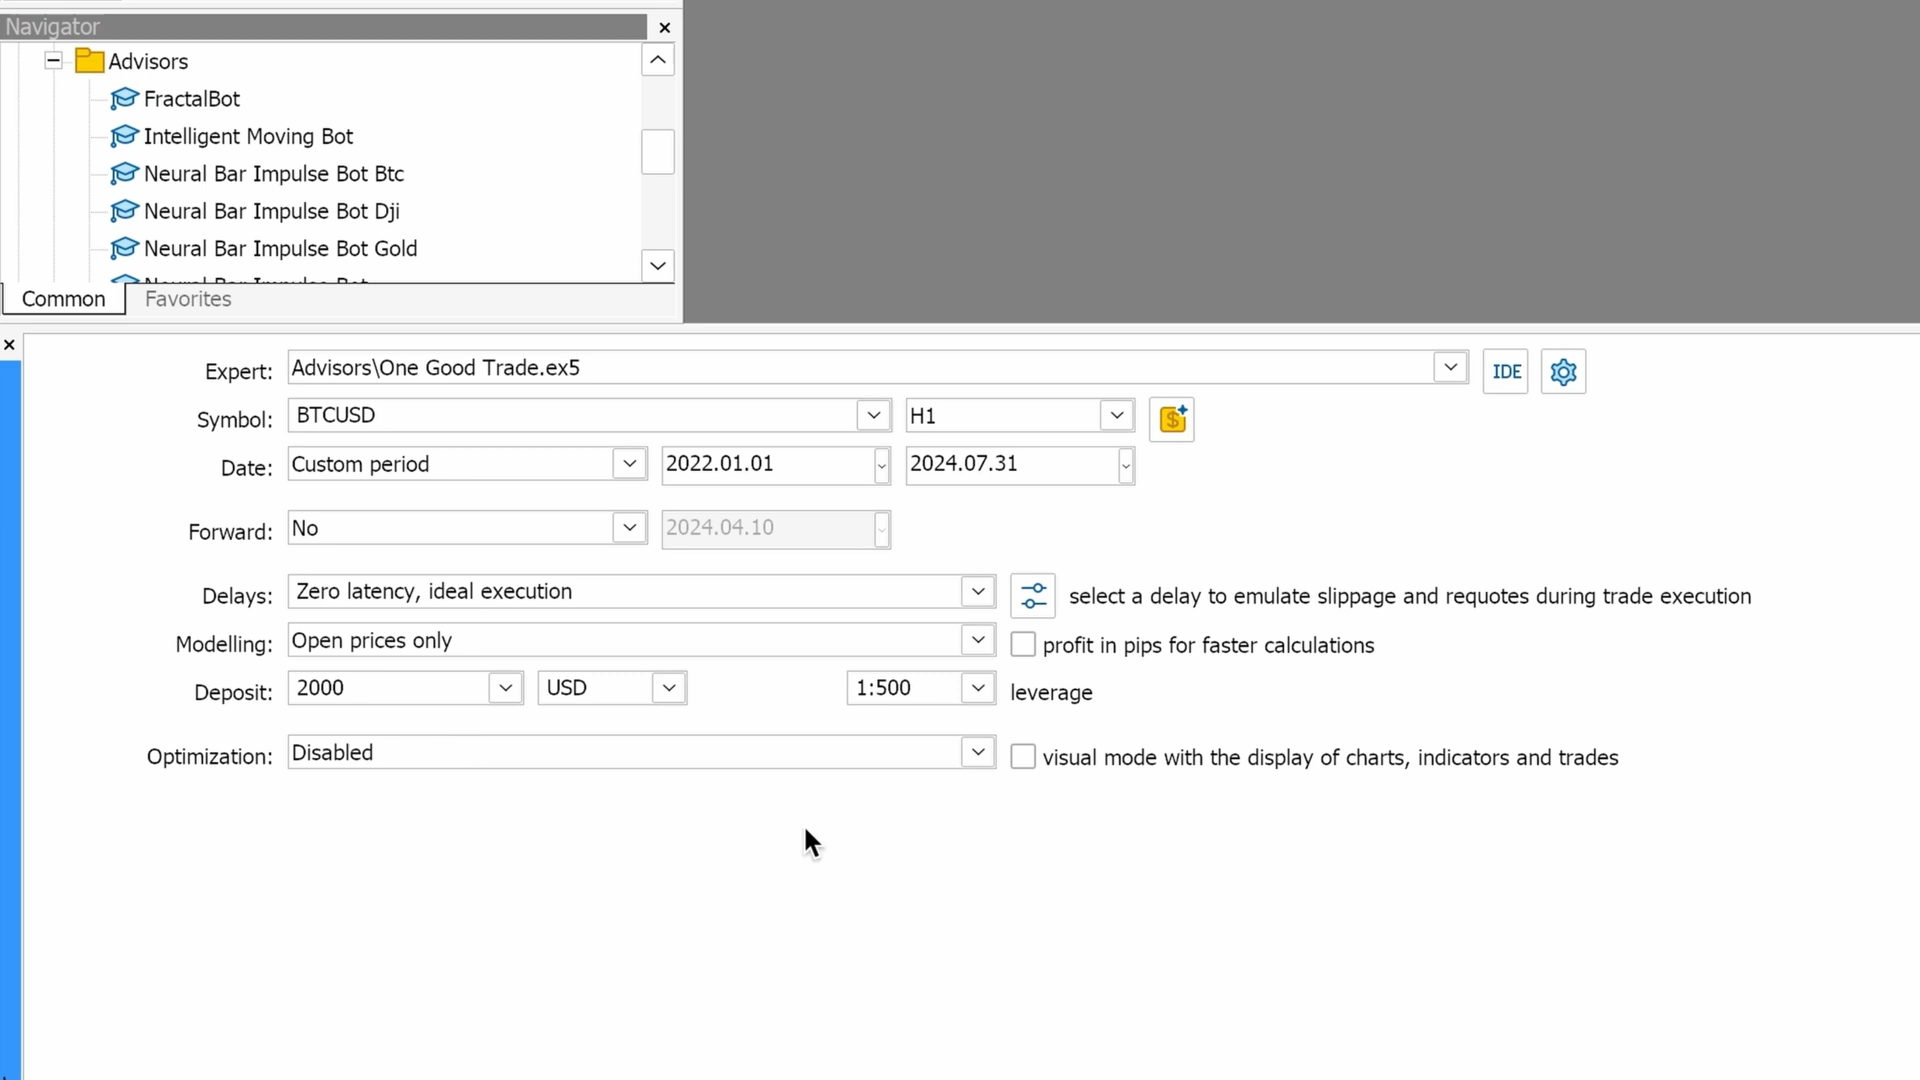 Navigator
Advisors
FractalBot
Intelligent Moving Bot
Neural Bar Impulse Bot Btc
Neural Bar Impulse Bot Dji
Neural Bar Impulse Bot Gold
Neural Bar Impulse Bot
Common Favorites
Expert: Advisors\One Good Trade.ex5 IDE
Symbol: BTCUSD H1
Date: Custom period 2022.01.01 2024.07.31
Forward: No 2024.04.10
Delays: Zero latency, ideal execution select a delay to emulate slippage and requotes during trade execution
Modelling: Open prices only profit in pips for faster calculations
Deposit: 2000 USD 1:500 leverage
Optimization: Disabled visual mode with the display of charts, indicators and trades